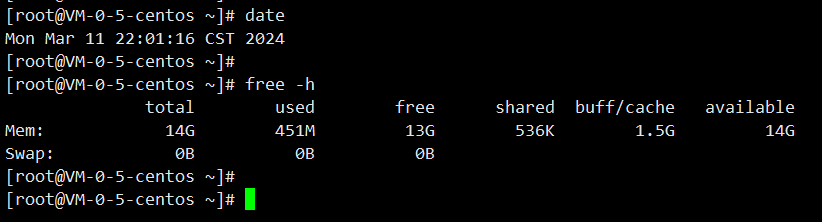 [root@VM-0-5-centos ~]# date
Mon Mar 11 22:01:16 CST 2024
[root@VM-0-5-centos ~]#
[root@VM-0-5-centos ~]# free -h
              total        used        free      shared  buff/cache   available
Mem:            14G        451M         13G        536K        1.5G         14G
Swap:            0B          0B          0B
[root@VM-0-5-centos ~]#
[root@VM-0-5-centos ~]#